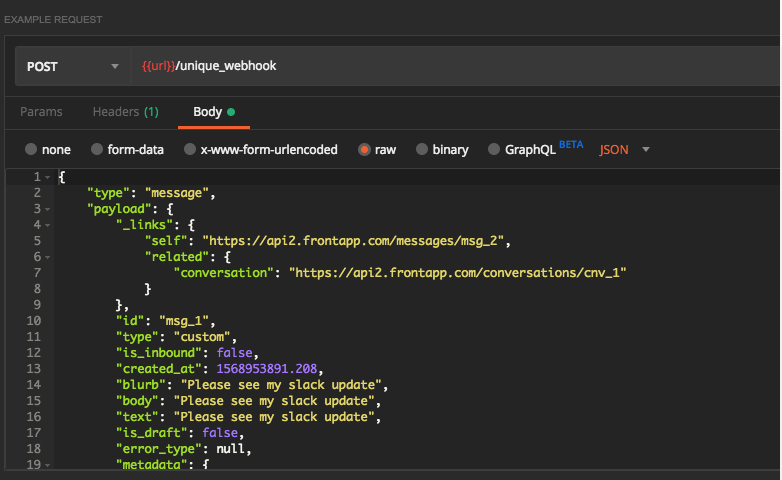 EXAMPLE REQUEST
POST {{url}}/unique_webhook
Params Headers (1) Body
none form-data x-www-form-urlencoded raw binary GraphQL BETA JSON
1 {
2 "type": "message",
3 "payload": {
4 "_links": {
5 "self": "https://api2.frontapp.com/messages/msg_2",
6 "related": {
7 "conversation": "https://api2.frontapp.com/conversations/cnv_1"
8 }
9 },
10 "id": "msg_1",
11 "type": "custom",
12 "is_inbound": false,
13 "created_at": 1568953891.208,
14 "blurb": "Please see my slack update",
15 "body": "Please see my slack update",
16 "text": "Please see my slack update",
17 "is_draft": false,
18 "error_type": null,
19 "metadata": {